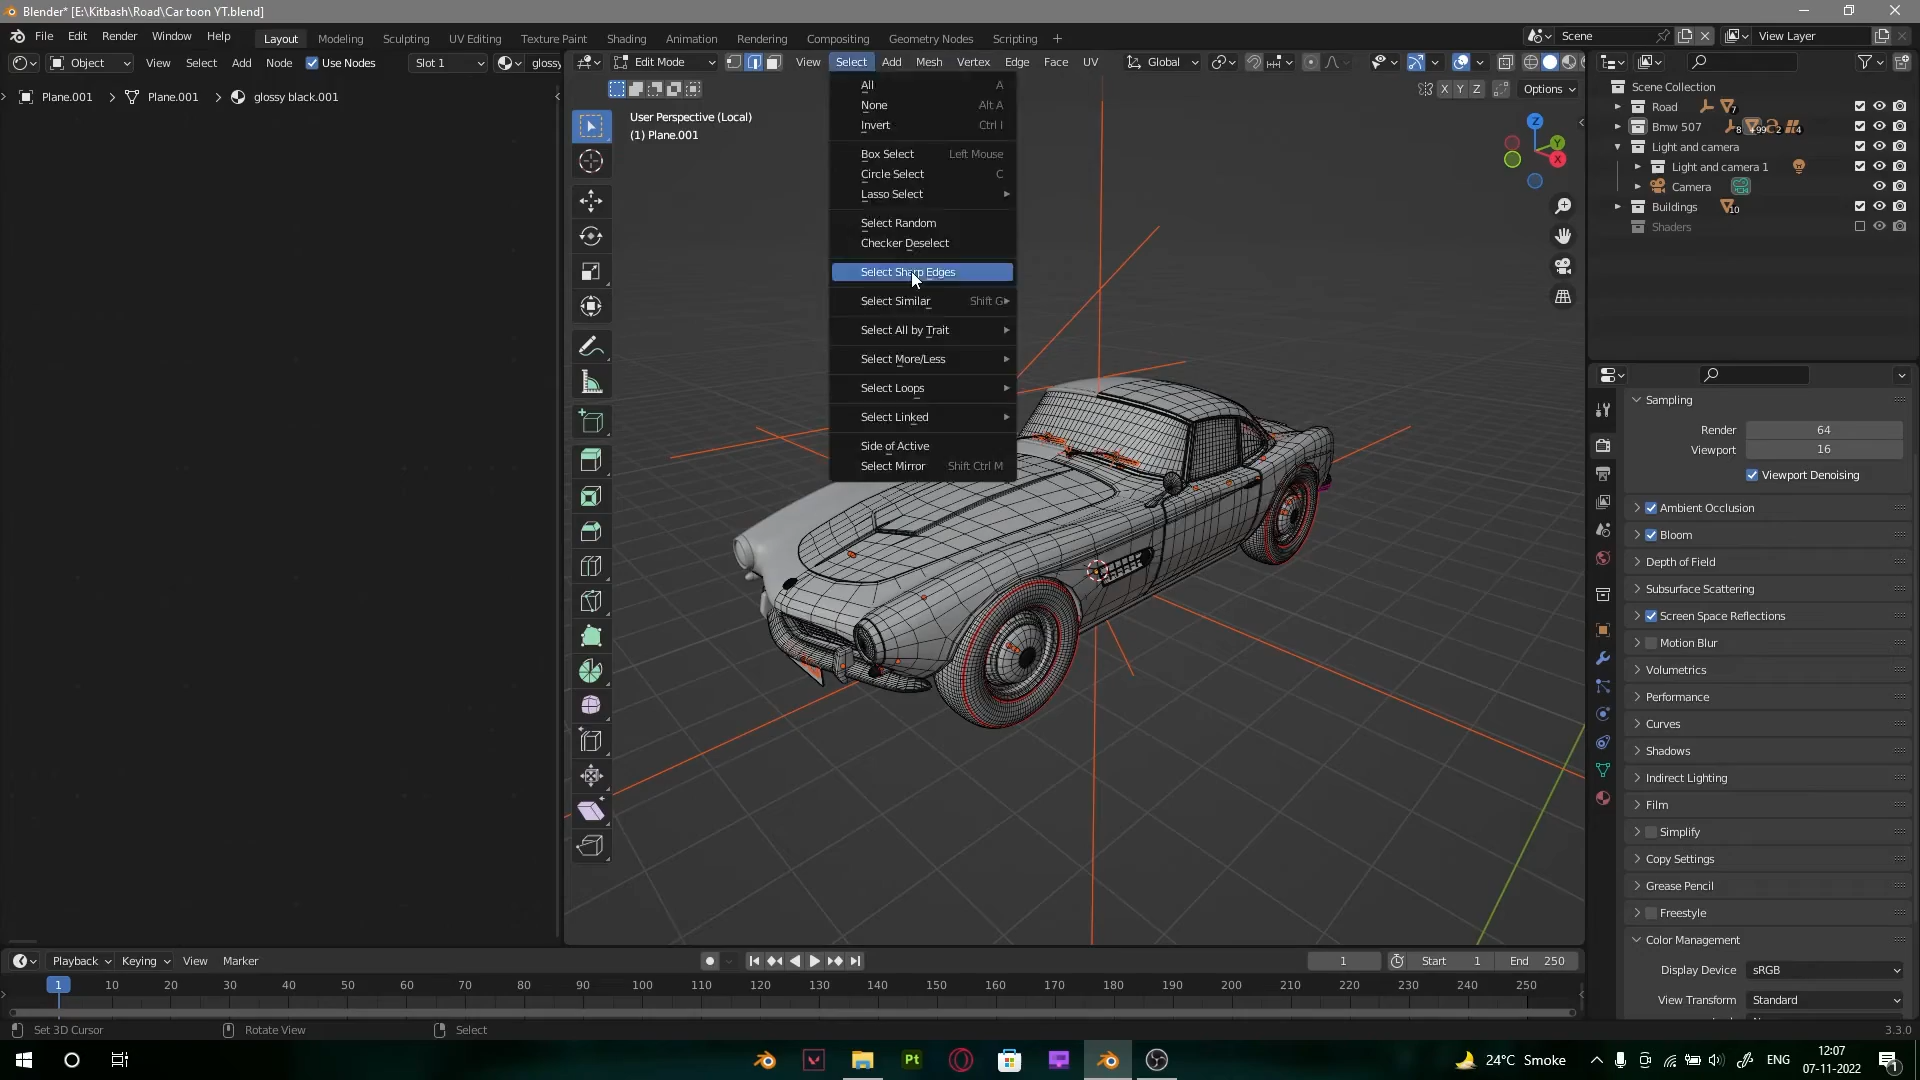 Blender* [E:\Kitbash\Road\Car toon YT.blend]
File Edit Render Window Help Layout Modeling Sculpting UV Editing Texture Paint Shading Animation Rendering Compositing Geometry Nodes Scripting + Scene View Layer
Object View Select Add Node Use Nodes Slot 1 glossy
Edit Mode View Select Add Mesh Vertex Edge Face UV Global
X Y Z Options
Plane.001 > Plane.001 > glossy black.001
User Perspective (Local)
(1) Plane.001
All A
None Alt A
Invert Ctrl I
Box Select Left Mouse
Circle Select C
Lasso Select
Select Random
Checker Deselect
Select Sharp Edges
Select Similar Shift G
Select All by Trait
Select More/Less
Select Loops
Select Linked
Side of Active
Select Mirror Shift Ctrl M
Z
Y
X
Scene Collection
Road 7
Bmw 507 8 +99 2 4
Light and camera
Light and camera 1
Camera
Buildings 10
Shaders
Sampling
Render 64
Viewport 16
Viewport Denoising
Ambient Occlusion
Bloom
Depth of Field
Subsurface Scattering
Screen Space Reflections
Motion Blur
Volumetrics
Performance
Curves
Shadows
Indirect Lighting
Film
Simplify
Copy Settings
Grease Pencil
Freestyle
Color Management
Display Device sRGB
View Transform Standard
Playback Keying View Marker 1 Start 1 End 250
1 10 20 30 40 50 60 70 80 90 100 110 120 130 140 150 160 170 180 190 200 210 220 230 240 250
Set 3D Cursor Rotate View Select 3.3.0
Pt 24°C Smoke ENG 12:07
07-11-2022 1